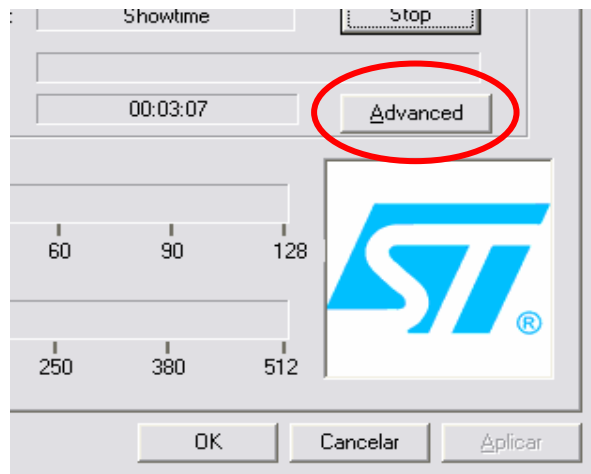 : Showtime Stop
00:03:07 Advanced
60 90 128
ST ®
250 380 512
OK Cancelar Aplicar